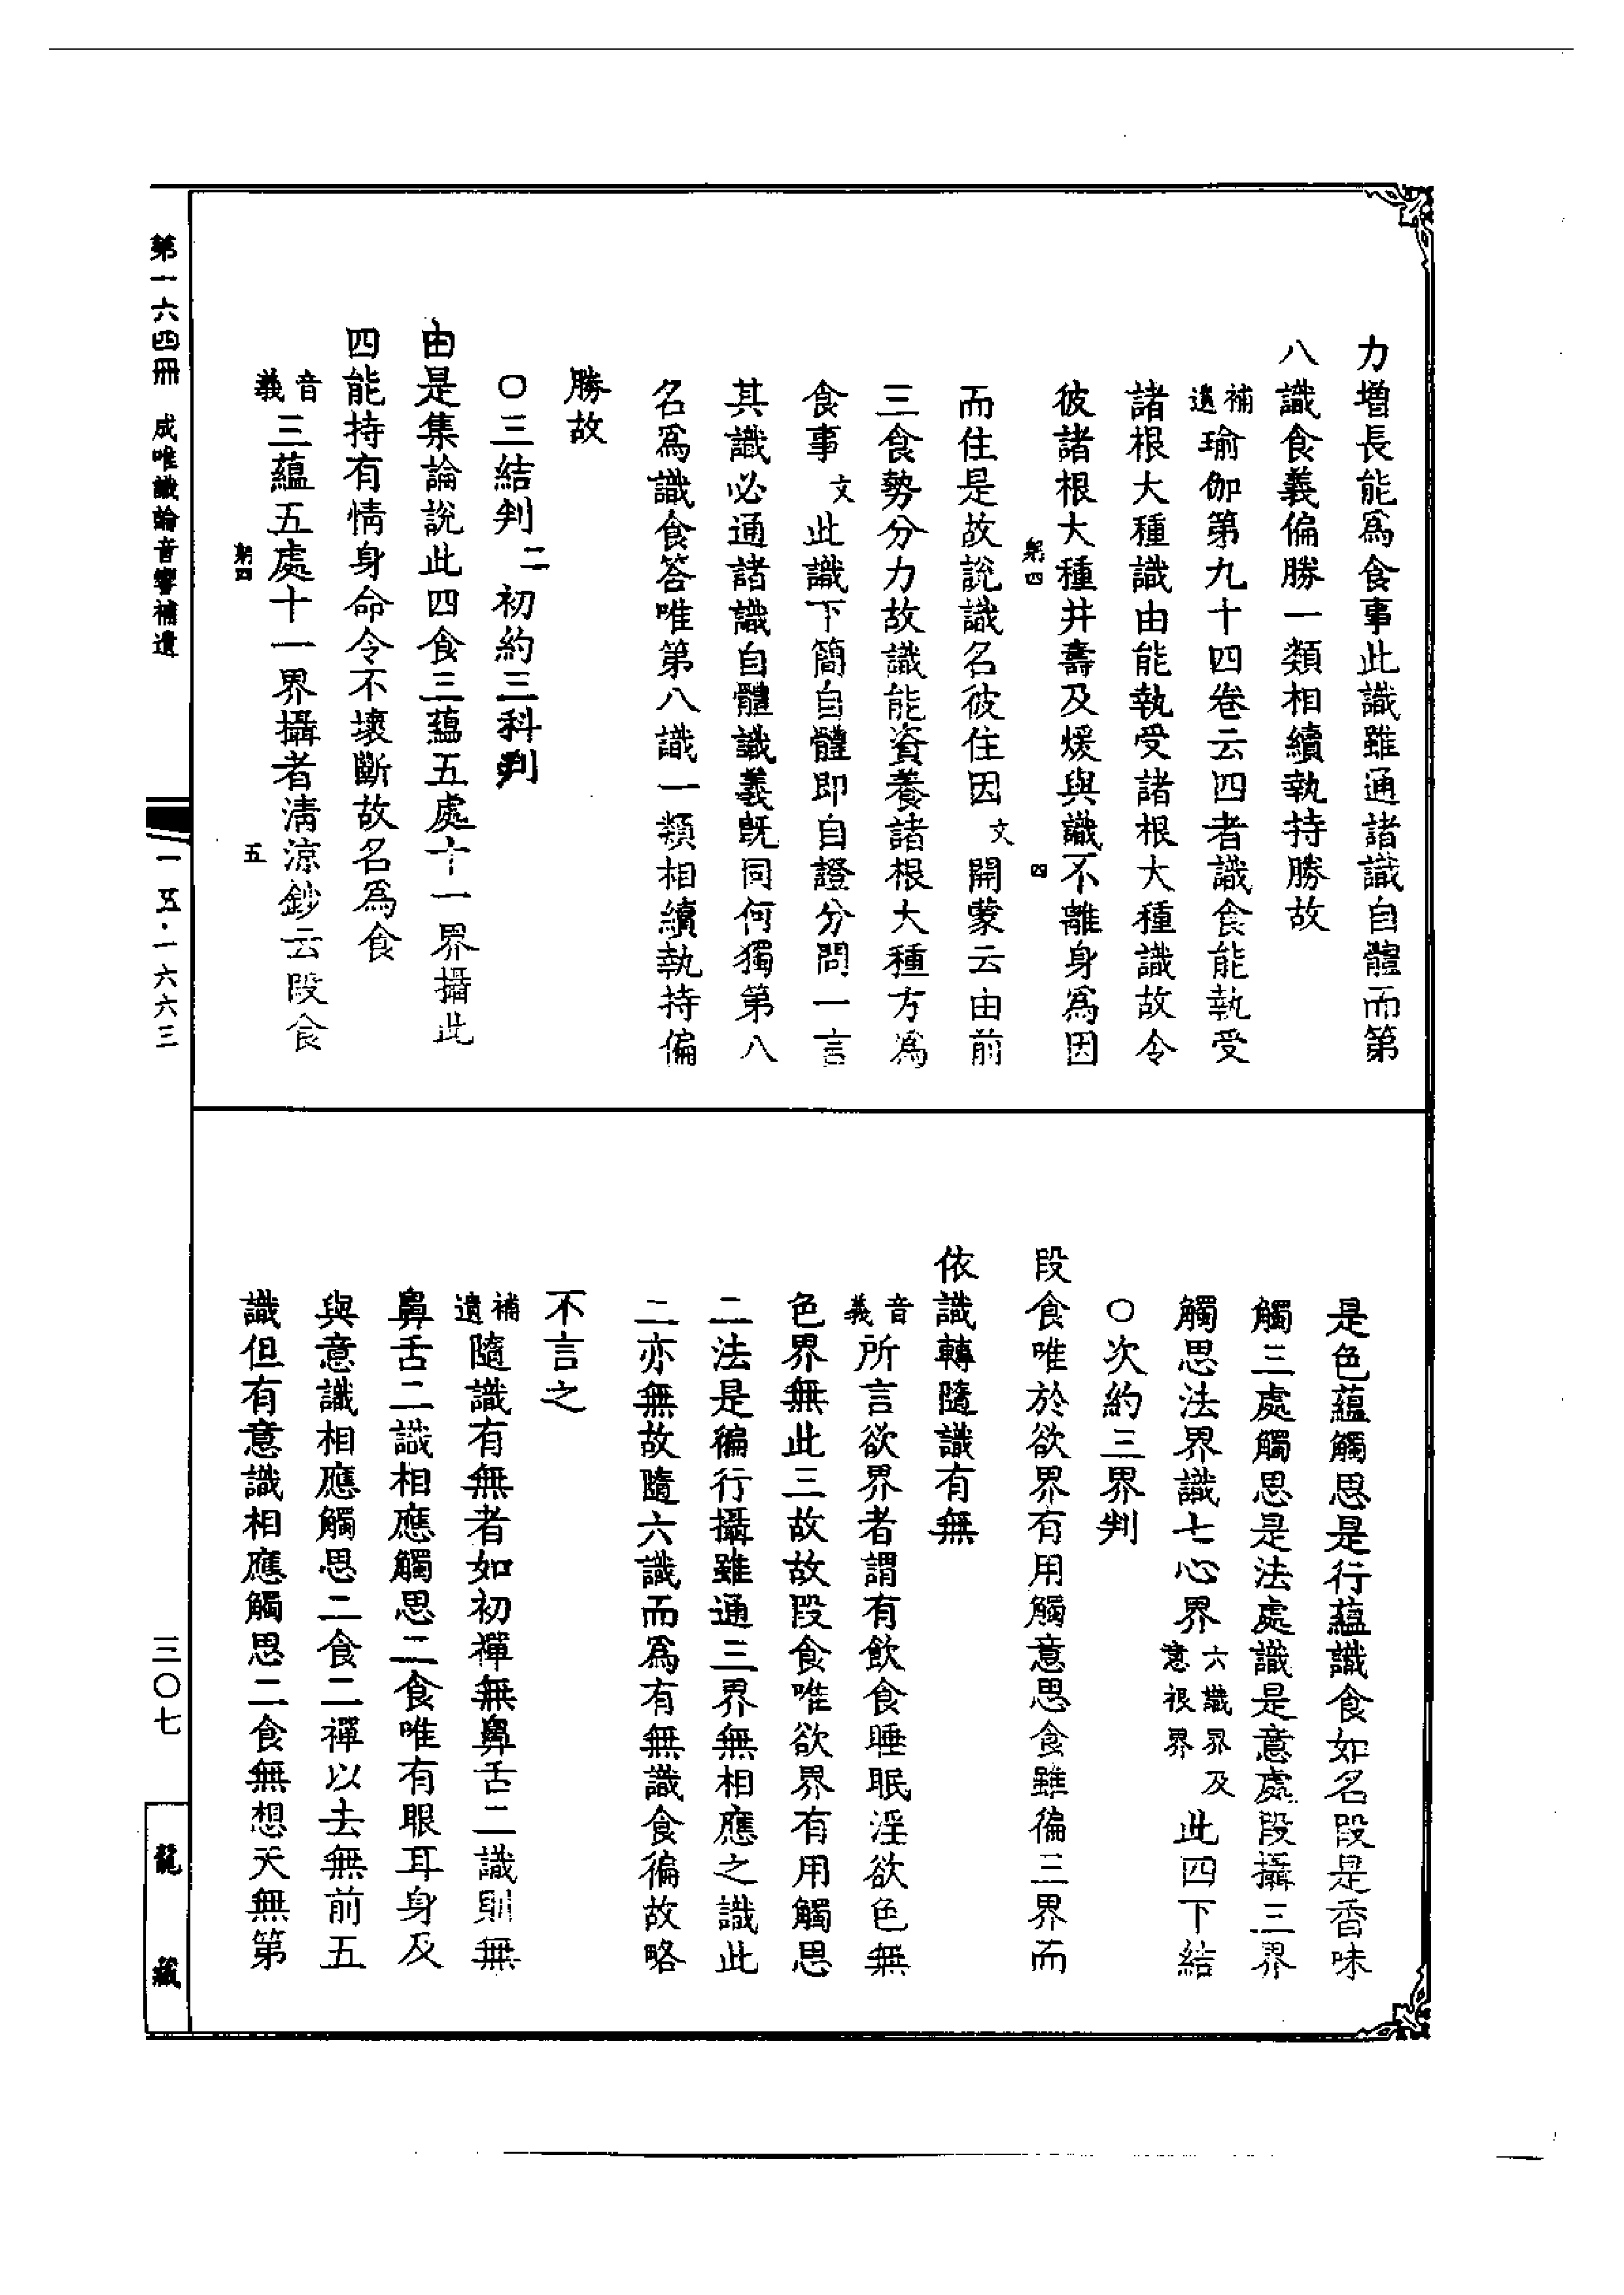 力增長能爲食事此識雖通諸識自體而第
八識食義偏勝一類相續執持勝故
補遺瑜伽第九十四卷云四者識食能執受
諸根大種識由能執受諸根大種識故令
彼諸根大種并壽及煖與識不離身爲因
而住是故說識名彼住因文開蒙云由前
三食勢分力故識能資養諸根大種方爲
食事文此識下簡自體即自證分問一言
其識必通諸識自體識義既同何獨第八
名爲識食答唯第八識一類相續執持偏
勝故
〇三結判二初約三科判
由是集論說此四食三蘊五處十一界攝此
四能持有情身命令不壞斷故名爲食
音義三蘊五處十一界攝者清涼鈔云段食
四
五
是色蘊觸思是行蘊識食如名段是香味
觸三處觸思是法處識是意處段攝三界
觸思法界識七心界六識界及意根界此四下結
〇次約三界判
段食唯於欲界有用觸意思食雖徧三界而
依識轉隨識有無
音義所言欲界者謂有飲食睡眠淫欲色無
色界無此三故故段食唯欲界有用觸思
二法是徧行攝雖通三界無相應之識此
二亦無故隨六識而爲有無識食徧故略
不言之
補遺隨識有無者如初禪無鼻舌二識則無
鼻舌二識相應觸思二食唯有眼耳身及
與意識相應觸思二食二禪以去無前五
識但有意識相應觸思二食無想天無第
第一六四冊 成唯識論音響補遺
一五·一六六三
三〇七
龍藏